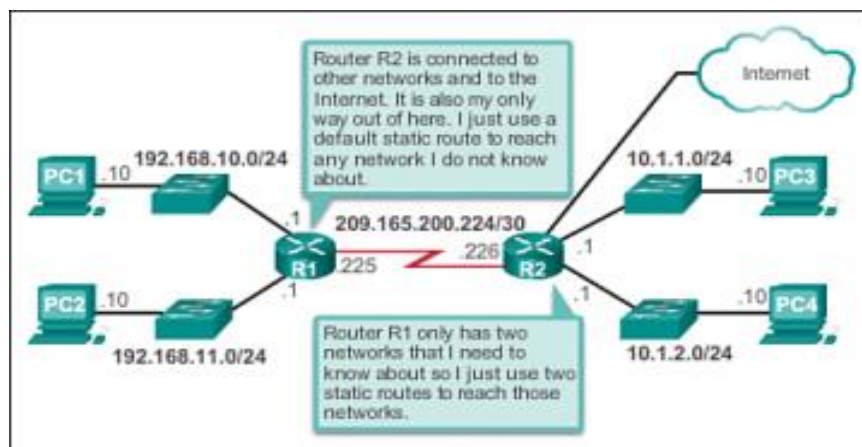 Router R2 is connected to
other networks and to the
Internet. It is also my only
way out of here. I just use a
default static route to reach
any network I do not know
about.
Internet
192.168.10.0/24
10.1.1.0/24
PC1
.10
.10
PC3
.1
209.165.200.224/30
.1
R1
.225
.226
R2
.1
.1
PC2
.10
.10
PC4
192.168.11.0/24
10.1.2.0/24
Router R1 only has two
networks that I need to
know about so I just use two
static routes to reach those
networks.